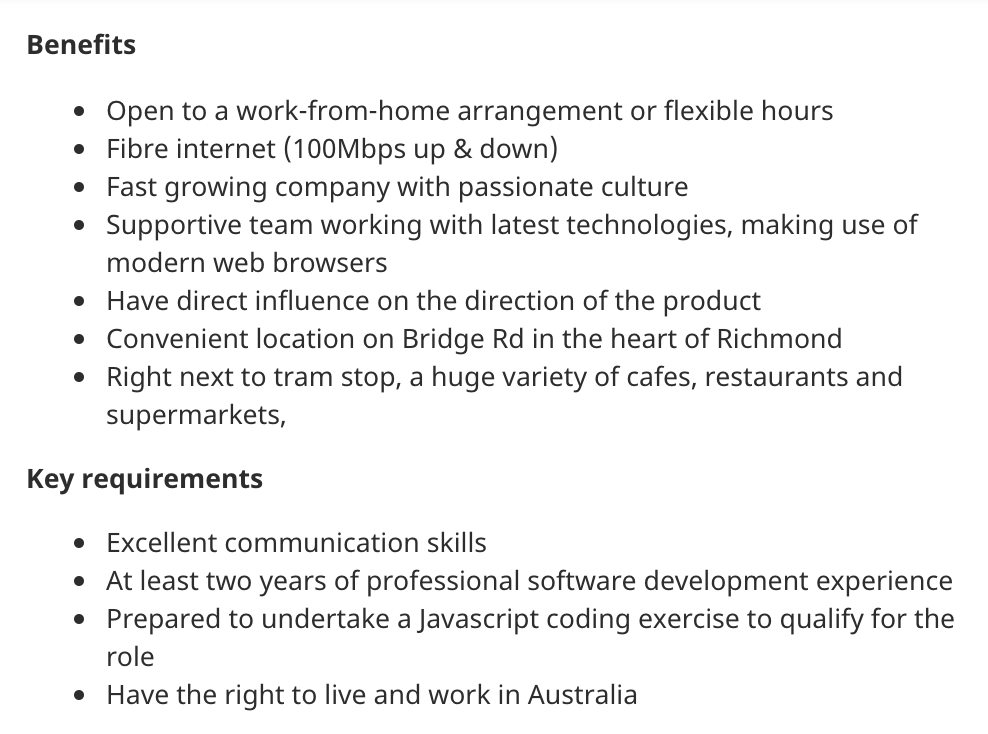 Benefits
• Open to a work-from-home arrangement or flexible hours
• Fibre internet (100Mbps up & down)
• Fast growing company with passionate culture
• Supportive team working with latest technologies, making use of
modern web browsers
• Have direct influence on the direction of the product
• Convenient location on Bridge Rd in the heart of Richmond
• Right next to tram stop, a huge variety of cafes, restaurants and
supermarkets,
Key requirements
• Excellent communication skills
• At least two years of professional software development experience
• Prepared to undertake a Javascript coding exercise to qualify for the
role
• Have the right to live and work in Australia